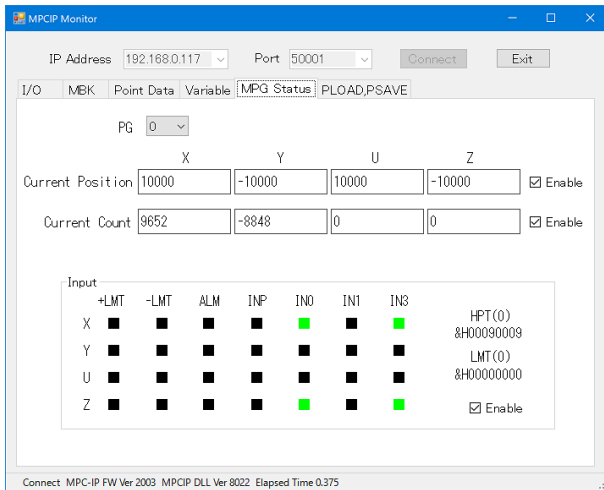 MPCIP Monitor
IP Address 192.168.0.117 Port 50001 Connect Exit
I/O MBK Point Data Variable MPG Status PLOAD,PSAVE
PG 0
X Y U Z
Current Position 10000 -10000 10000 -10000 Enable
Current Count 9652 -8848 0 0 Enable
Input
+LMT -LMT ALM INP IN0 IN1 IN3
X
HPT(0)
&H00090009
Y
LMT(0)
U
&H00000000
Z
Enable
Connect MPC-IP FW Ver 2003 MPCIP DLL Ver 8022 Elapsed Time 0.375